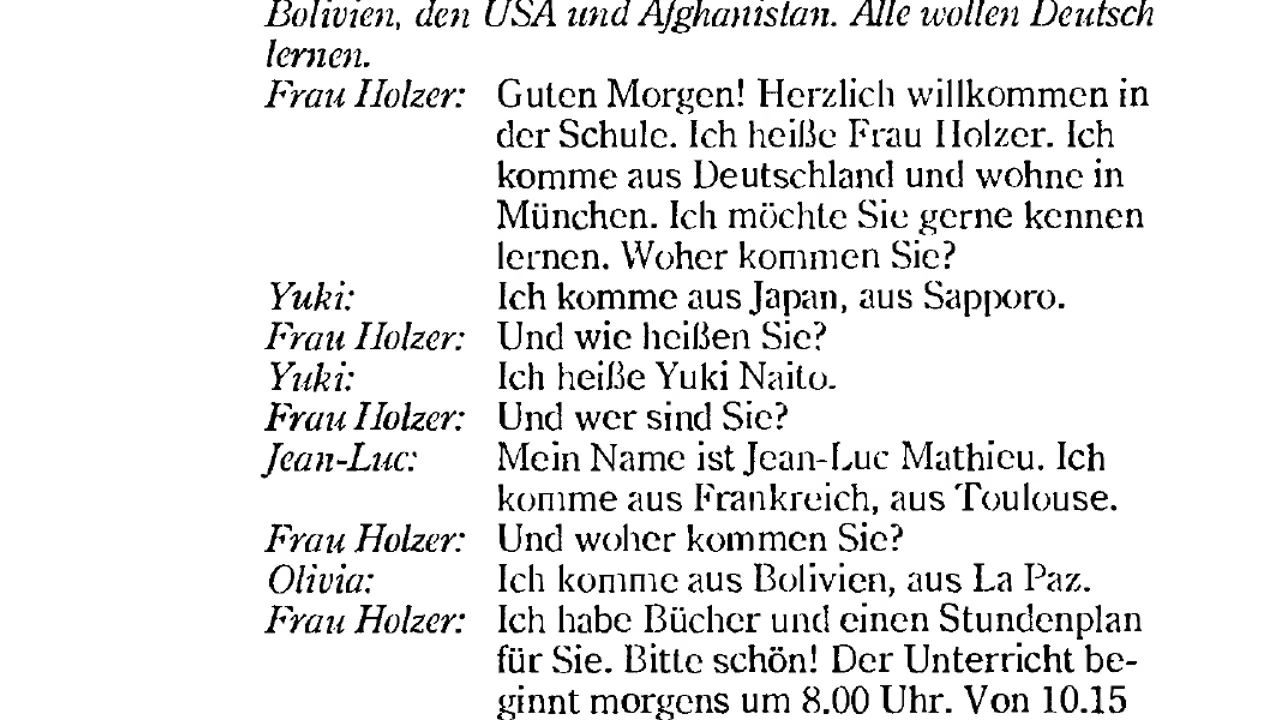 Bolivien, den USA und Afghanistan. Alle wollen Deutsch
lernen.
Frau Holzer: Guten Morgen! Herzlich willkommen in
der Schule. Ich heiße Frau Holzer. Ich
komme aus Deutschland und wohne in
München. Ich möchte Sie gerne kennen
lernen. Woher kommen Sie?
Yuki: Ich komme aus Japan, aus Sapporo.
Frau Holzer: Und wie heißen Sie?
Yuki: Ich heiße Yuki Naito.
Frau Holzer: Und wer sind Sie?
Jean-Luc: Mein Name ist Jean-Luc Mathieu. Ich
komme aus Frankreich, aus Toulouse.
Frau Holzer: Und woher kommen Sie?
Olivia: Ich komme aus Bolivien, aus La Paz.
Frau Holzer: Ich habe Bücher und einen Stundenplan
für Sie. Bitte schön! Der Unterricht be-
ginnt morgens um 8.00 Uhr. Von 10.15